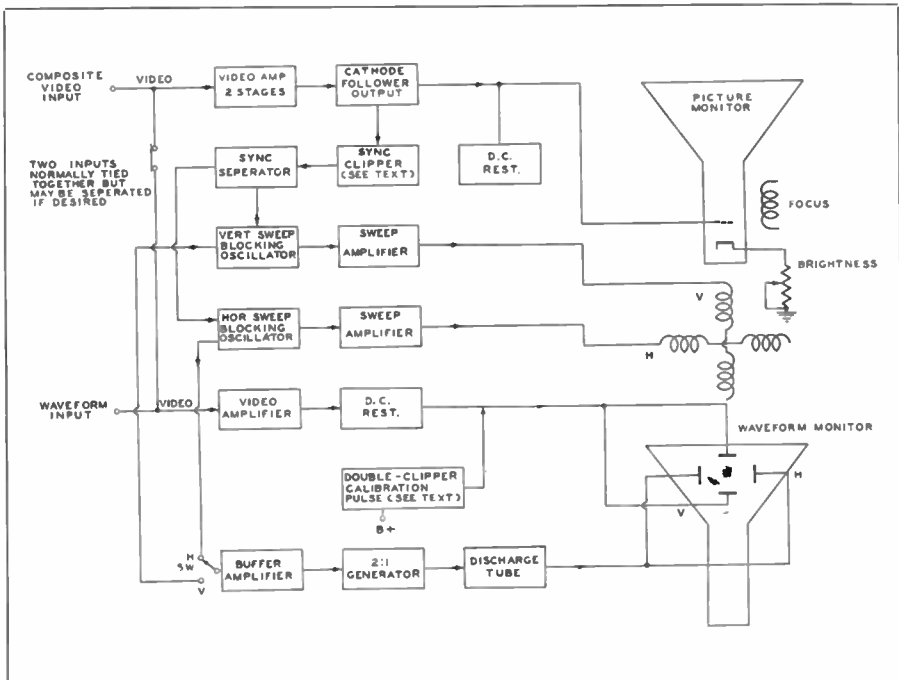 COMPOSITE
VIDEO
INPUT
VIDEO
VIDEO AMP
2 STAGES
CATHODE
FOLLOWER
OUTPUT
PICTURE
MONITOR
TWO INPUTS
NORMALLY TIED
TOGETHER BUT
MAY BE SEPERATED
IF DESIRED
SYNC
SEPERATOR
SYNC
CLIPPER
(SEE TEXT)
D.C.
REST.
FOCUS
VERT SWEEP
BLOCKING
OSCILLATOR
SWEEP
AMPLIFIER
BRIGHTNESS
V
HOR SWEEP
BLOCKING
OSCILLATOR
SWEEP
AMPLIFIER
H
WAVEFORM
INPUT
VIDEO
VIDEO
AMPLIFIER
D.C.
REST.
WAVEFORM MONITOR
DOUBLE-CLIPPER
CALIBRATION
PULSE (SEE TEXT)
B+
H
V
H
SW
V
BUFFER
AMPLIFIER
2:1
GENERATOR
DISCHARGE
TUBE